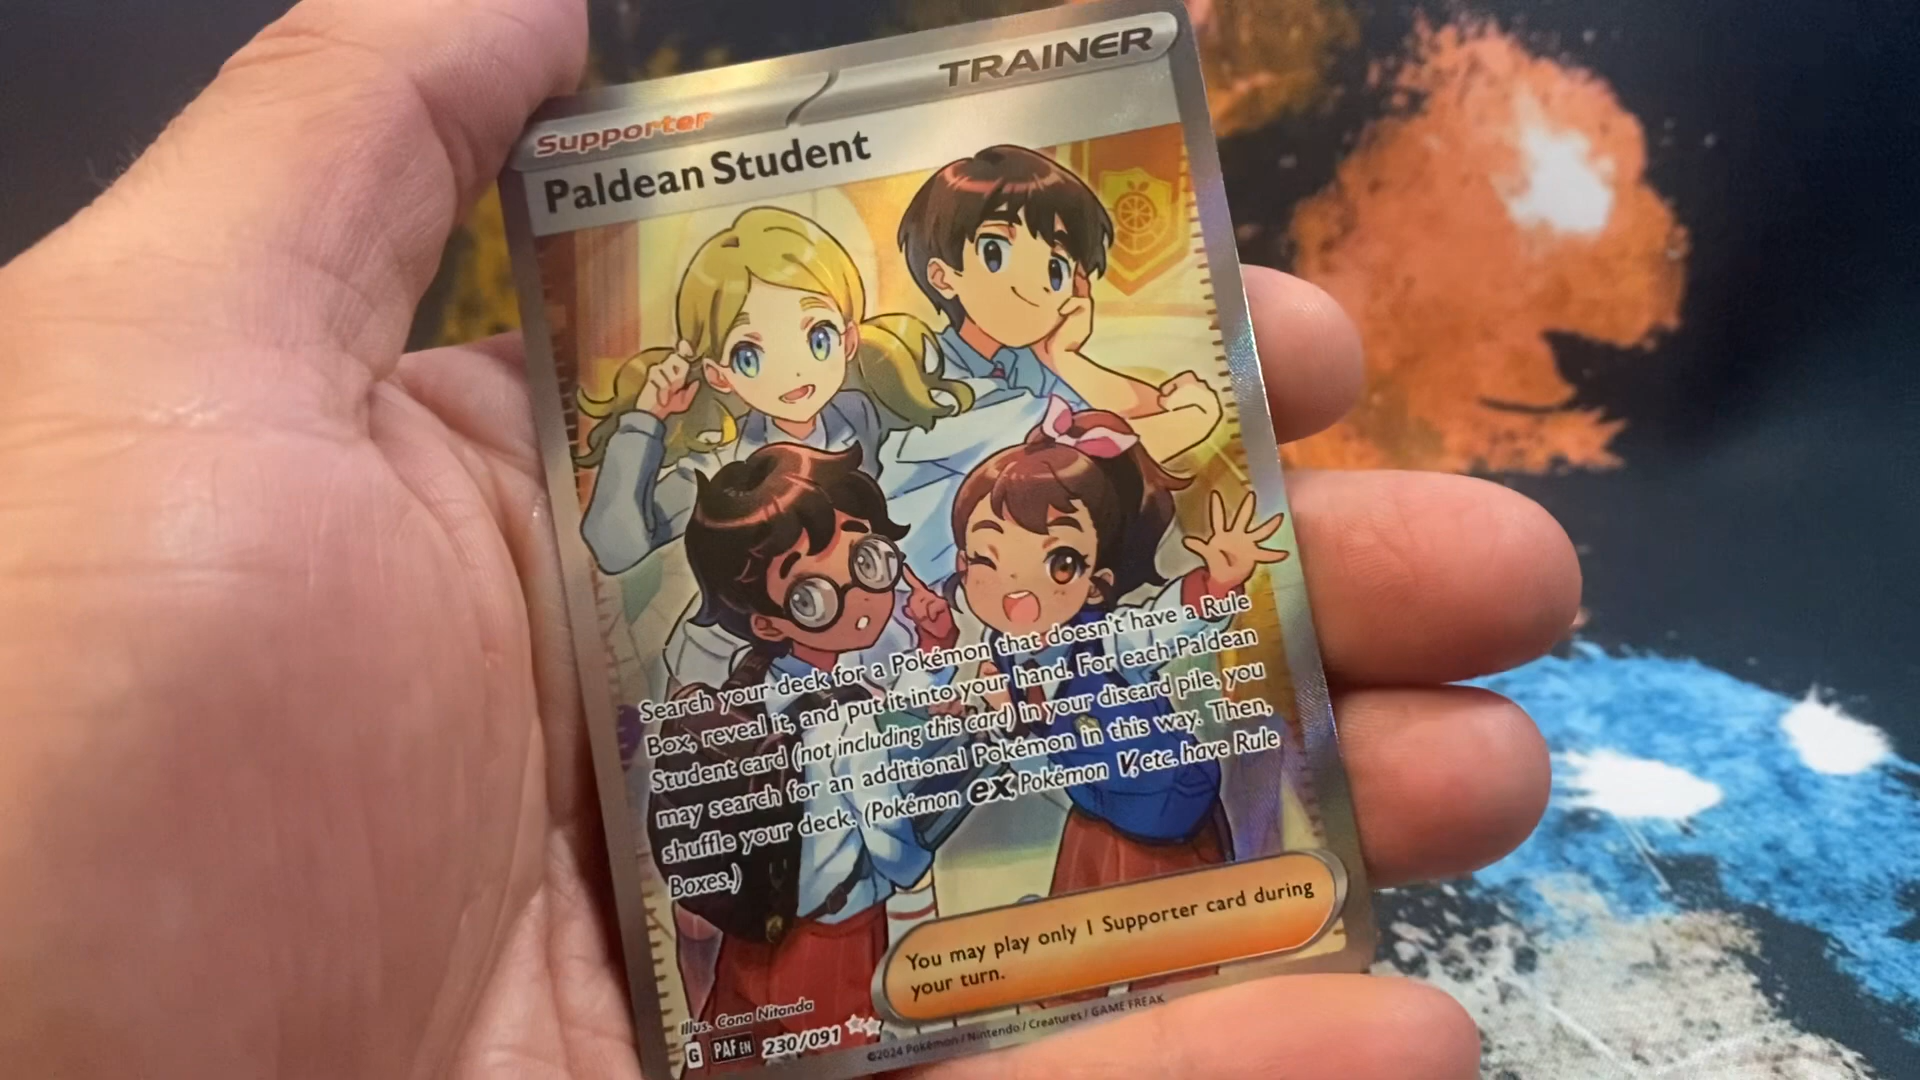 Supporter
TRAINER
Paldean Student
Search your deck for a Pokémon that doesn't have a Rule
Box, reveal it, and put it into your hand. For each Paldean
Student card (not including this card) in your discard pile, you
may search for an additional Pokémon in this way. Then,
shuffle your deck. (Pokémon ex, Pokémon V, etc. have Rule
Boxes.)
You may play only 1 Supporter card during
your turn.
Illus. Cona Nitanda
G PAF EN 230/091
©2024 Pokémon / Nintendo / Creatures / GAME FREAK